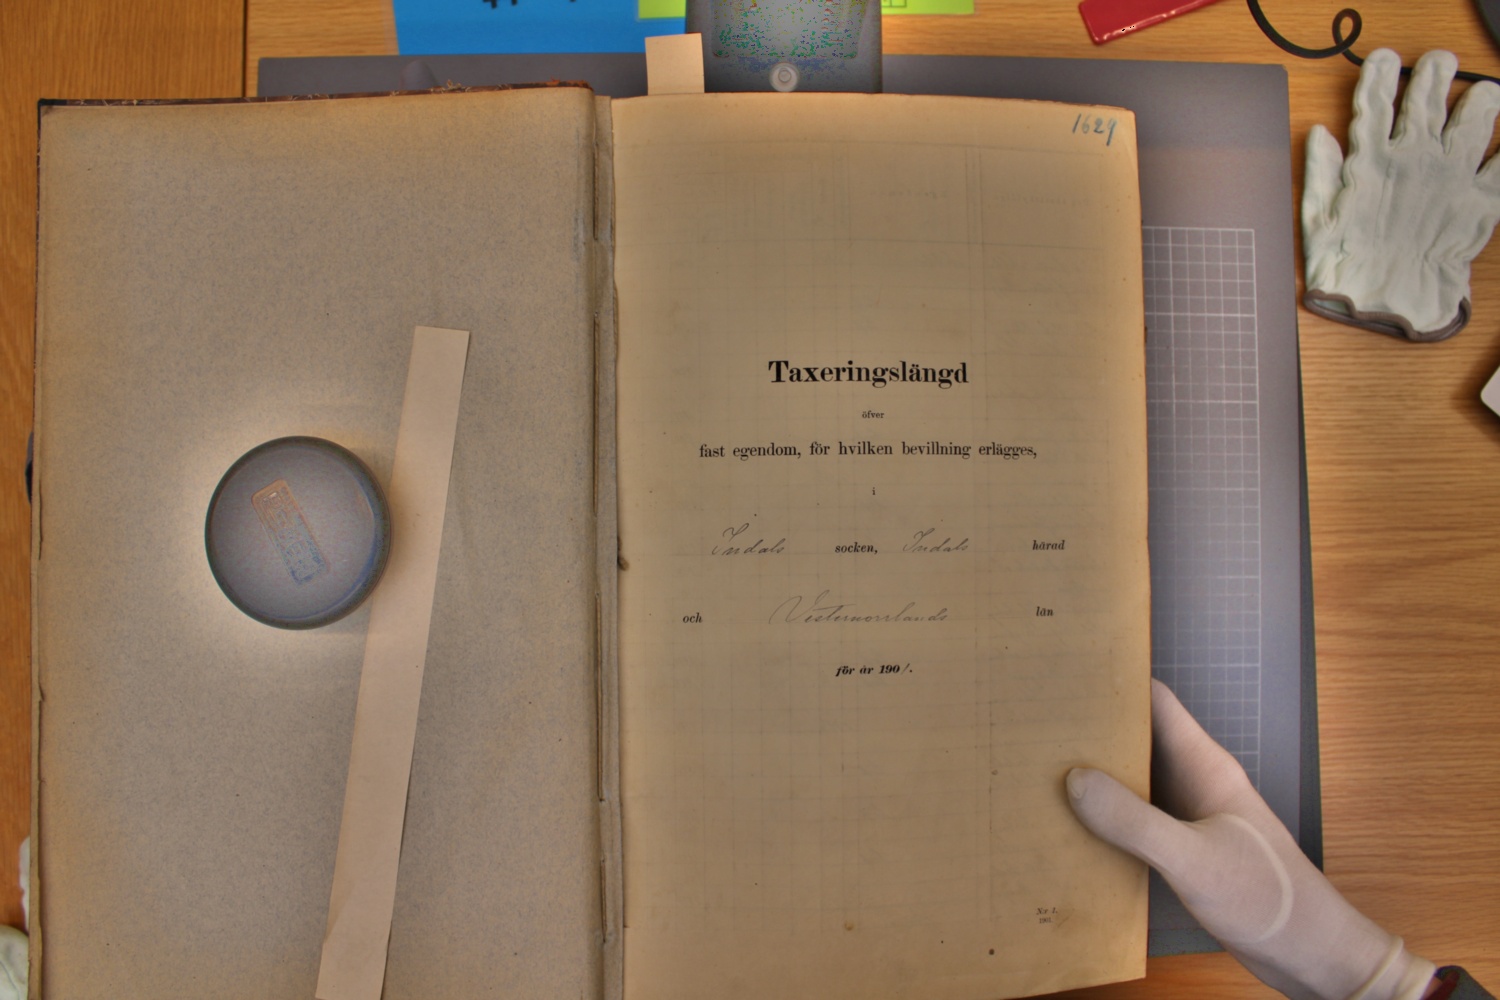 1629
Taxeringslängd
öfver
fast egendom, för hvilken bevillning erlägges,
i
Indals socken, Indals härad
och Vesternorrlands län
för år 1901.
Nr 1.
1901.